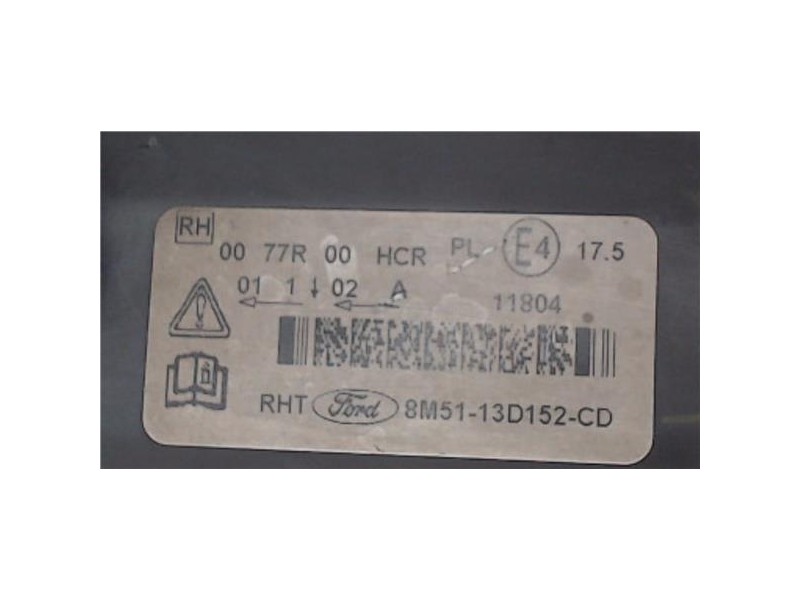 RH
00 77R 00 HCR PL E4 17.5
01 1 ↓ 02 A 11804
RHT Ford 8M51-13D152-CD